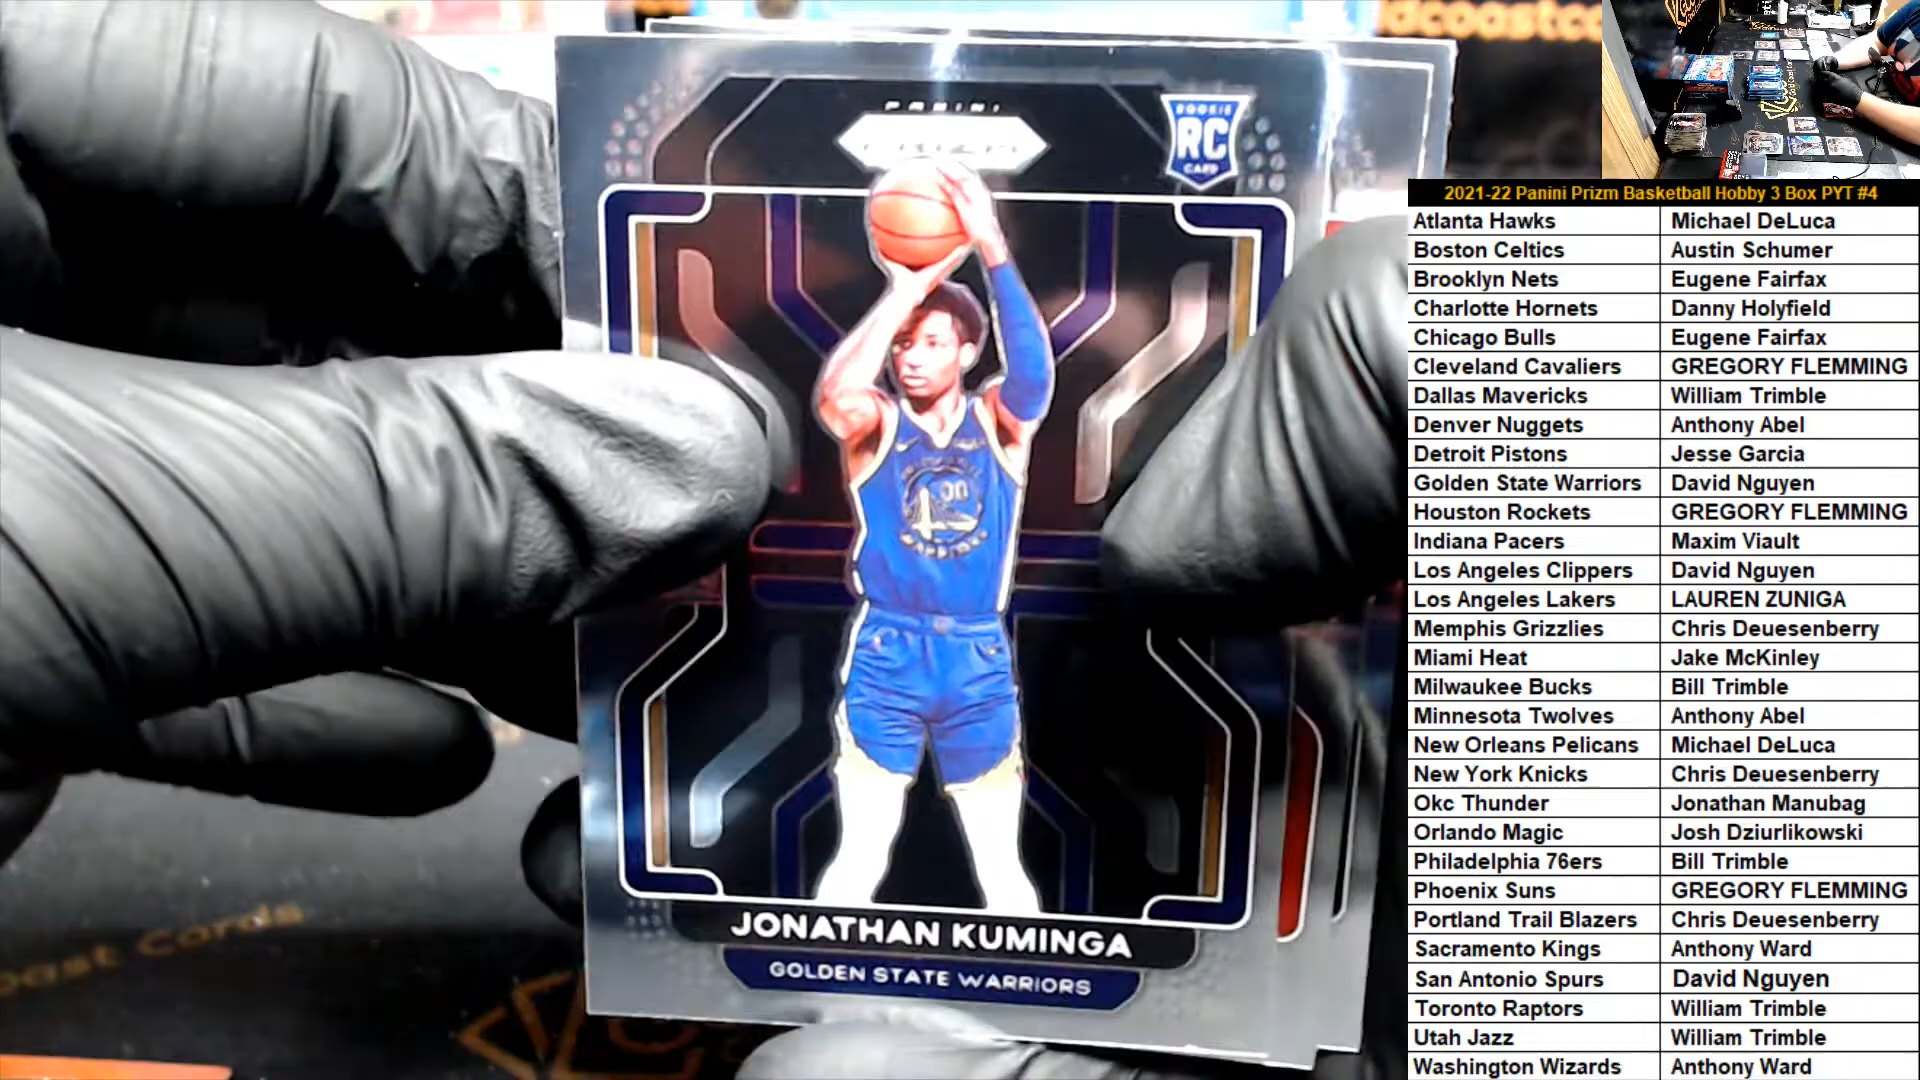 dcoastco
PANINI
PRIZM
ROOKIE
RC
CARD
00
WARRIORS
JONATHAN KUMINGA
GOLDEN STATE WARRIORS
oast Cards
2021-22 Panini Prizm Basketball Hobby 3 Box PYT #4
Atlanta Hawks Michael DeLuca
Boston Celtics Austin Schumer
Brooklyn Nets Eugene Fairfax
Charlotte Hornets Danny Holyfield
Chicago Bulls Eugene Fairfax
Cleveland Cavaliers GREGORY FLEMMING
Dallas Mavericks William Trimble
Denver Nuggets Anthony Abel
Detroit Pistons Jesse Garcia
Golden State Warriors David Nguyen
Houston Rockets GREGORY FLEMMING
Indiana Pacers Maxim Viault
Los Angeles Clippers David Nguyen
Los Angeles Lakers LAUREN ZUNIGA
Memphis Grizzlies Chris Deuesenberry
Miami Heat Jake McKinley
Milwaukee Bucks Bill Trimble
Minnesota Twolves Anthony Abel
New Orleans Pelicans Michael DeLuca
New York Knicks Chris Deuesenberry
Okc Thunder Jonathan Manubag
Orlando Magic Josh Dziurlikowski
Philadelphia 76ers Bill Trimble
Phoenix Suns GREGORY FLEMMING
Portland Trail Blazers Chris Deuesenberry
Sacramento Kings Anthony Ward
San Antonio Spurs David Nguyen
Toronto Raptors William Trimble
Utah Jazz William Trimble
Washington Wizards Anthony Ward